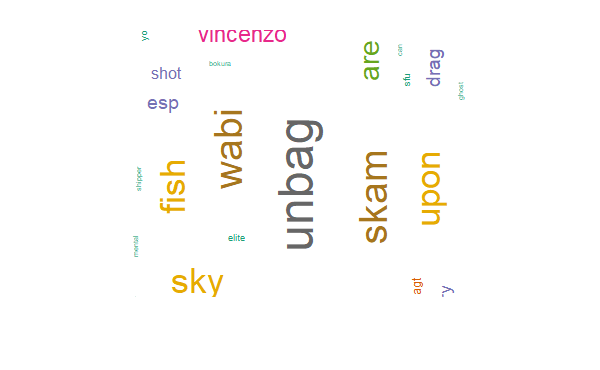 yo
vincenzo
are
can
drag
bokura
shot
sfu
ghost
esp
wabi
unbag
skam
upon
fish
shipper
elite
mental
sky
agt